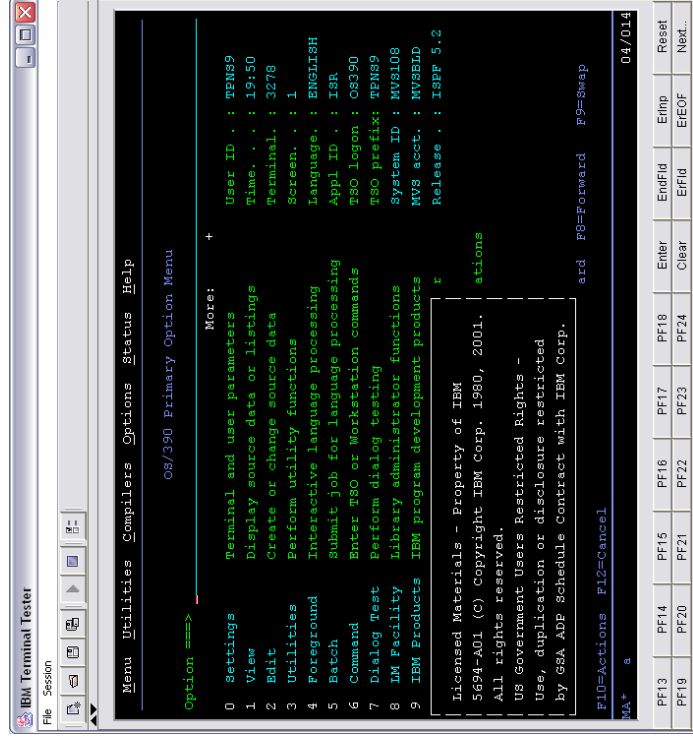 IBM Terminal Tester
File Session
Menu Utilities Compilers Options Status Help
OS/390 Primary Option Menu
Option ===>
More: +
0 Settings Terminal and user parameters User ID . : TPNS9
1 View Display source data or listings Time. . . : 19:50
2 Edit Create or change source data Terminal. : 3278
3 Utilities Perform utility functions Screen. . : 1
4 Foreground Interactive language processing Language. : ENGLISH
5 Batch Submit job for language processing Appl ID . : ISR
6 Command Enter TSO or Workstation commands TSO logon : OS390
7 Dialog Test Perform dialog testing TSO prefix: TPNS9
8 LM Facility Library administrator functions System ID : MVS108
9 IBM Products IBM program development products MVS acct. : MVSBLD
r Release . : ISPF 5.2
Licensed Materials - Property of IBM
5694-A01 (C) Copyright IBM Corp. 1980, 2001. ations
All rights reserved.
US Government Users Restricted Rights -
Use, duplication or disclosure restricted
by GSA ADP Schedule Contract with IBM Corp.
ard F8=Forward F9=Swap
F10=Actions F12=Cancel
MA* a 04/014
PF13 PF14 PF15 PF16 PF17 PF18 Enter EndFld ErInp Reset
PF19 PF20 PF21 PF22 PF23 PF24 Clear ErFld ErEOF Next...